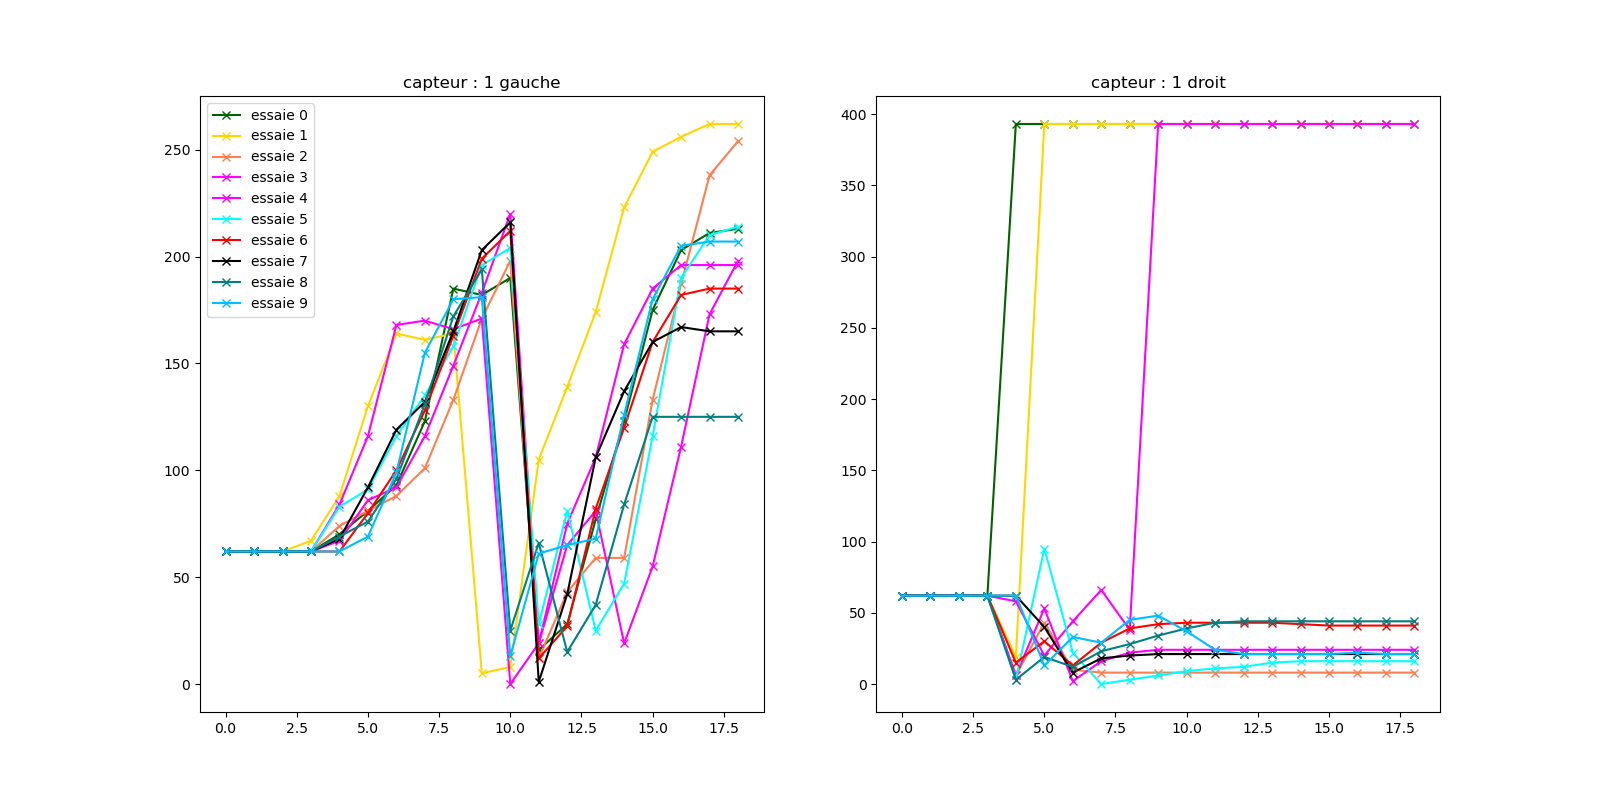 capteur : 1 gauche
250
200
150
100
50
0
0.0 2.5 5.0 7.5 10.0 12.5 15.0 17.5
essaie 0
essaie 1
essaie 2
essaie 3
essaie 4
essaie 5
essaie 6
essaie 7
essaie 8
essaie 9
capteur : 1 droit
400
350
300
250
200
150
100
50
0
0.0 2.5 5.0 7.5 10.0 12.5 15.0 17.5